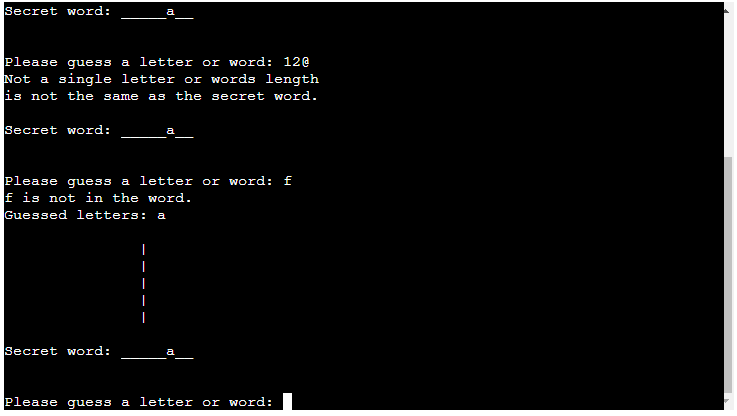 Secret word: _____a__
Please guess a letter or word: 12@
Not a single letter or words length
is not the same as the secret word.
Secret word: _____a__
Please guess a letter or word: f
f is not in the word.
Guessed letters: a
|
|
|
|
|
Secret word: _____a__
Please guess a letter or word: